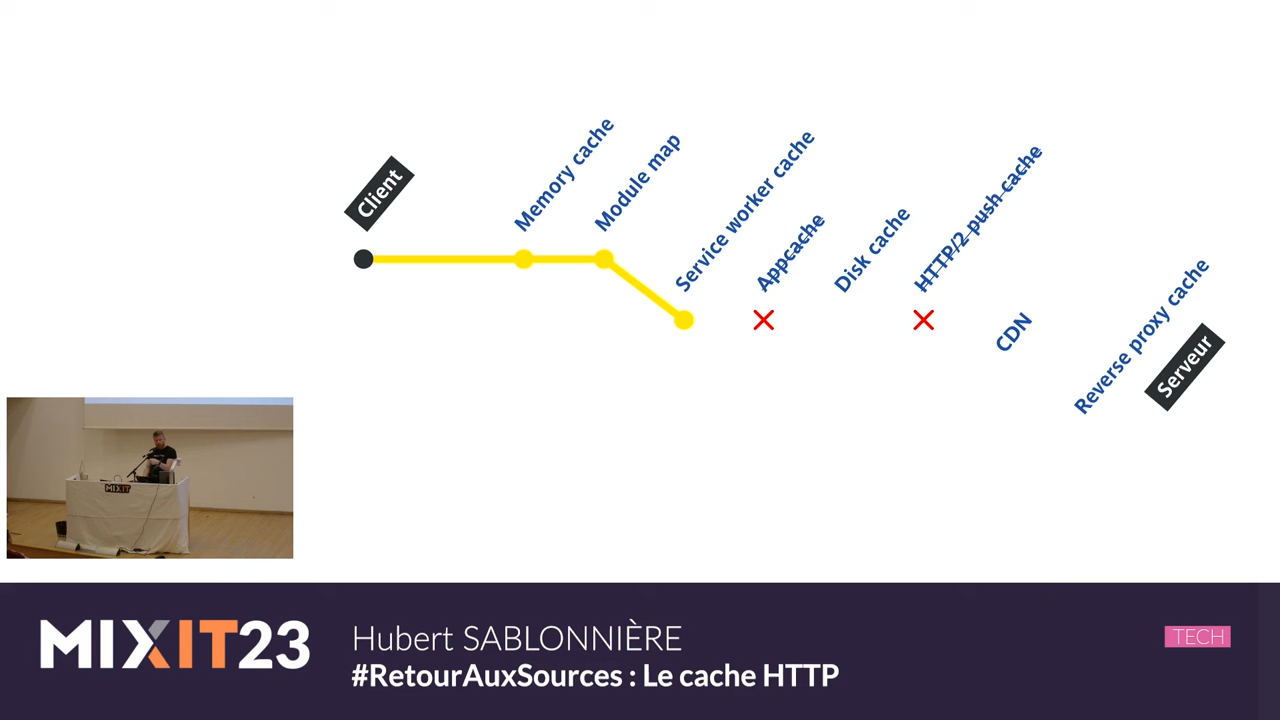 Client
Memory cache
Module map
Service worker cache
Appcache
Disk cache
HTTP/2 push cache
CDN
Reverse proxy cache
Serveur
MIXIT
MIXIT23
Hubert SABLONNIÈRE
#RetourAuxSources : Le cache HTTP
TECH